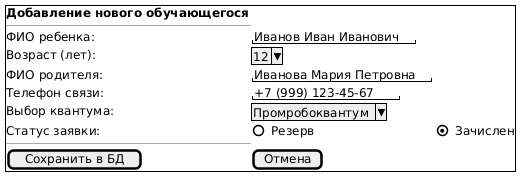 Добавление нового обучающегося
ФИО ребенка: Иванов Иван Иванович
Возраст (лет): 12
ФИО родителя: Иванова Мария Петровна
Телефон связи: +7 (999) 123-45-67
Выбор квантума: Промробоквантум
Статус заявки: Резерв Зачислен
Сохранить в БД Отмена